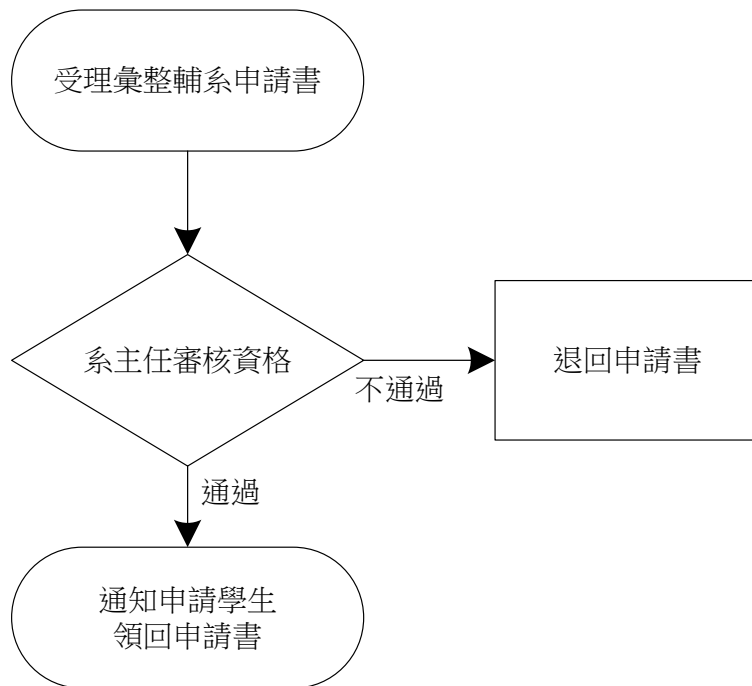 受理彙整輔系申請書
系主任審核資格
不通過
退回申請書
通過
通知申請學生
領回申請書